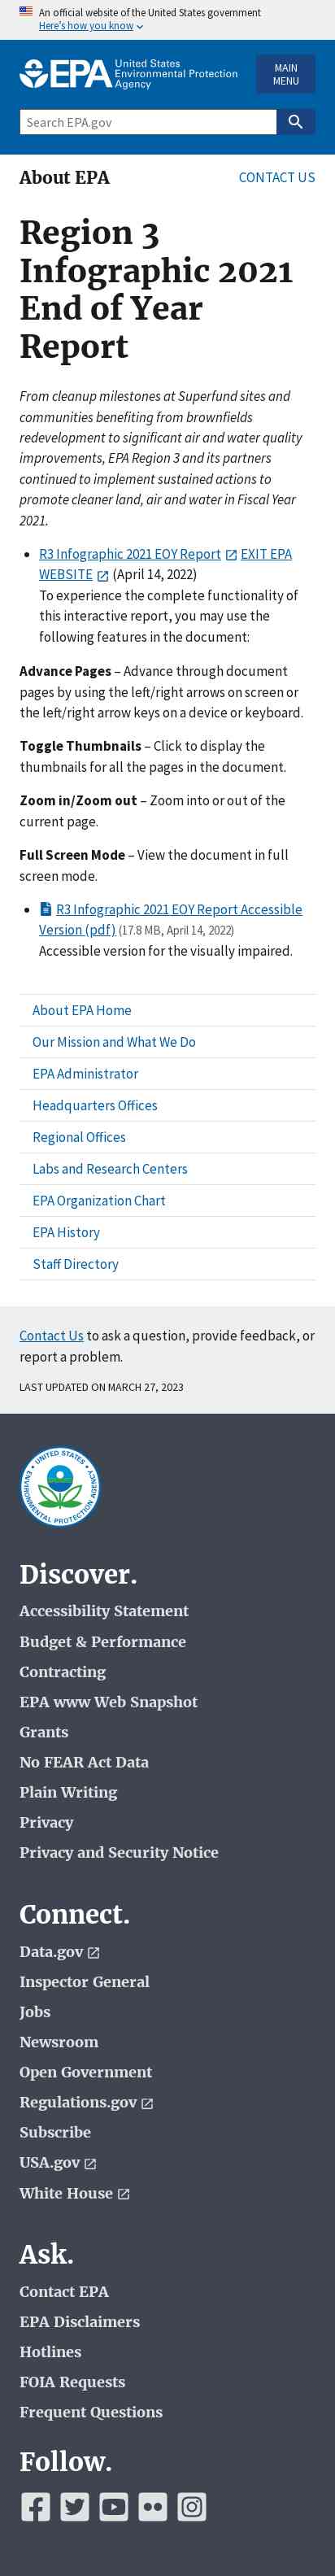 An official website of the United States government
Here's how you know
EPA United States
Environmental Protection
Agency
MAIN
MENU
Search EPA.gov
About EPA
CONTACT US
Region 3
Infographic 2021
End of Year
Report
From cleanup milestones at Superfund sites and
communities benefiting from brownfields
redevelopment to significant air and water quality
improvements, EPA Region 3 and its partners
continued to implement sustained actions to
promote cleaner land, air and water in Fiscal Year
2021.
R3 Infographic 2021 EOY Report EXIT EPA
WEBSITE (April 14, 2022)
To experience the complete functionality of
this interactive report, you may use the
following features in the document:
Advance Pages – Advance through document
pages by using the left/right arrows on screen or
the left/right arrow keys on a device or keyboard.
Toggle Thumbnails – Click to display the
thumbnails for all the pages in the document.
Zoom in/Zoom out – Zoom into or out of the
current page.
Full Screen Mode – View the document in full
screen mode.
R3 Infographic 2021 EOY Report Accessible
Version (pdf) (17.8 MB, April 14, 2022)
Accessible version for the visually impaired.
About EPA Home
Our Mission and What We Do
EPA Administrator
Headquarters Offices
Regional Offices
Labs and Research Centers
EPA Organization Chart
EPA History
Staff Directory
Contact Us to ask a question, provide feedback, or
report a problem.
LAST UPDATED ON MARCH 27, 2023
UNITED STATES
ENVIRONMENTAL PROTECTION AGENCY
Discover.
Accessibility Statement
Budget & Performance
Contracting
EPA www Web Snapshot
Grants
No FEAR Act Data
Plain Writing
Privacy
Privacy and Security Notice
Connect.
Data.gov
Inspector General
Jobs
Newsroom
Open Government
Regulations.gov
Subscribe
USA.gov
White House
Ask.
Contact EPA
EPA Disclaimers
Hotlines
FOIA Requests
Frequent Questions
Follow.